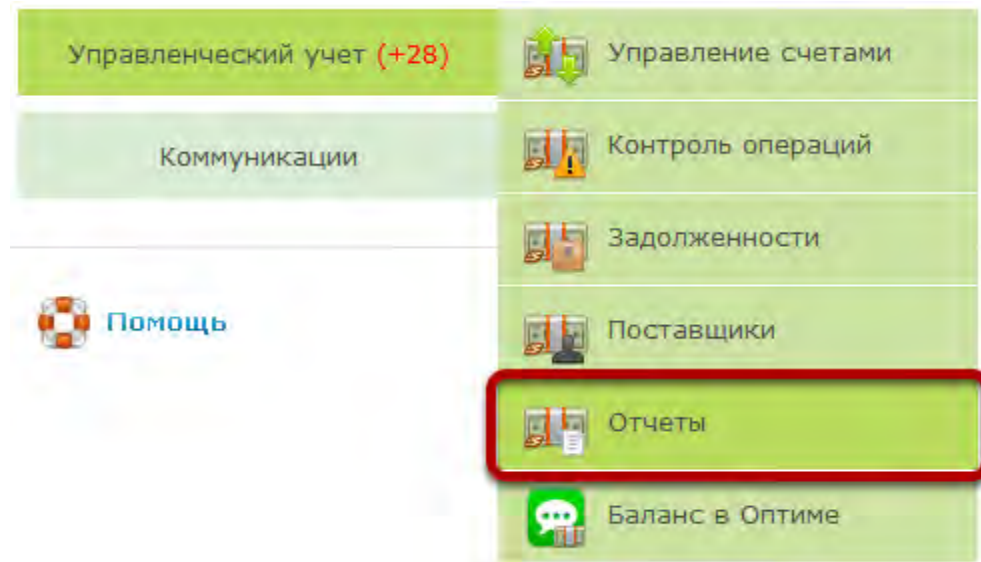 Управленческий учет (+28)
Коммуникации
Помощь
Управление счетами
Контроль операций
Задолженности
Поставщики
Отчеты
Баланс в Оптиме